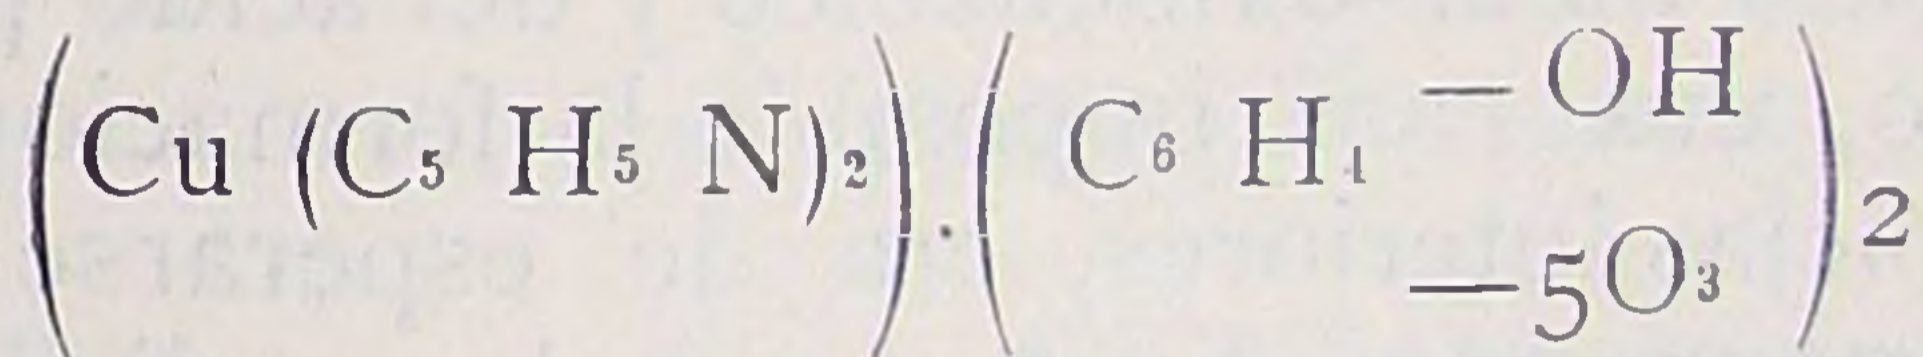 — OH
(Cu (C₅ H₅ N)₂) . ( C₆ H₄ )₂
— 5O₃